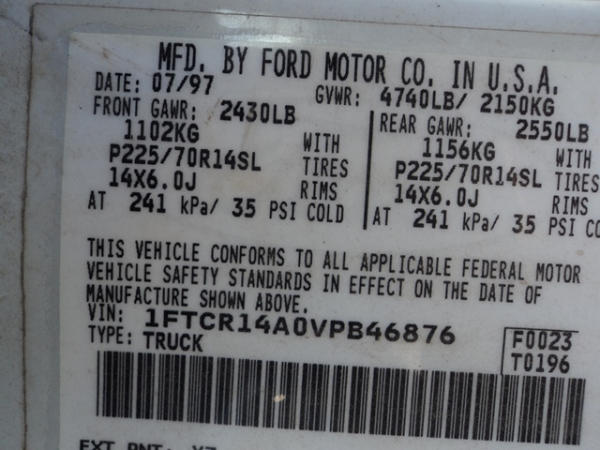 MFD. BY FORD MOTOR CO. IN U.S.A.
DATE: 07/97 GVWR: 4740LB/ 2150KG
FRONT GAWR: 2430LB REAR GAWR: 2550LB
1102KG WITH 1156KG WITH
P225/70R14SL TIRES P225/70R14SL TIRES
14X6.0J RIMS 14X6.0J RIMS
AT 241 kPa/ 35 PSI COLD AT 241 kPa/ 35 PSI CO
THIS VEHICLE CONFORMS TO ALL APPLICABLE FEDERAL MOTOR
VEHICLE SAFETY STANDARDS IN EFFECT ON THE DATE OF
MANUFACTURE SHOWN ABOVE.
VIN: 1FTCR14A0VPB46876 F0023
TYPE: TRUCK T0196
EXT PNT: